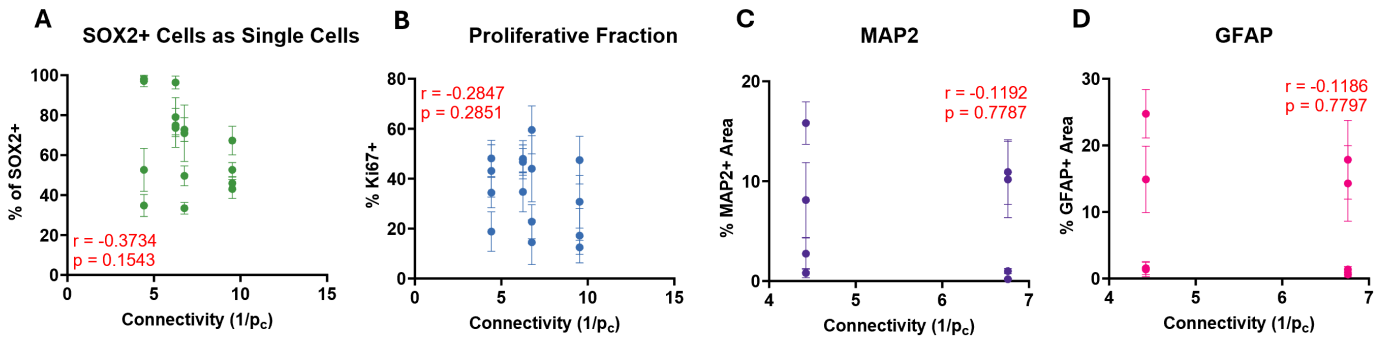 A
SOX2+ Cells as Single Cells
% of SOX2+
100
80
60
40
20
0
r = -0.3734
p = 0.1543
0
5
10
15
Connectivity (1/pc)
B
Proliferative Fraction
% Ki67+
80
60
40
20
0
r = -0.2847
p = 0.2851
0
5
10
15
Connectivity (1/pc)
C
MAP2
% MAP2+ Area
20
10
0
r = -0.1192
p = 0.7787
4
5
6
7
Connectivity (1/pc)
D
GFAP
% GFAP+ Area
30
20
10
0
r = -0.1186
p = 0.7797
4
5
6
7
Connectivity (1/pc)